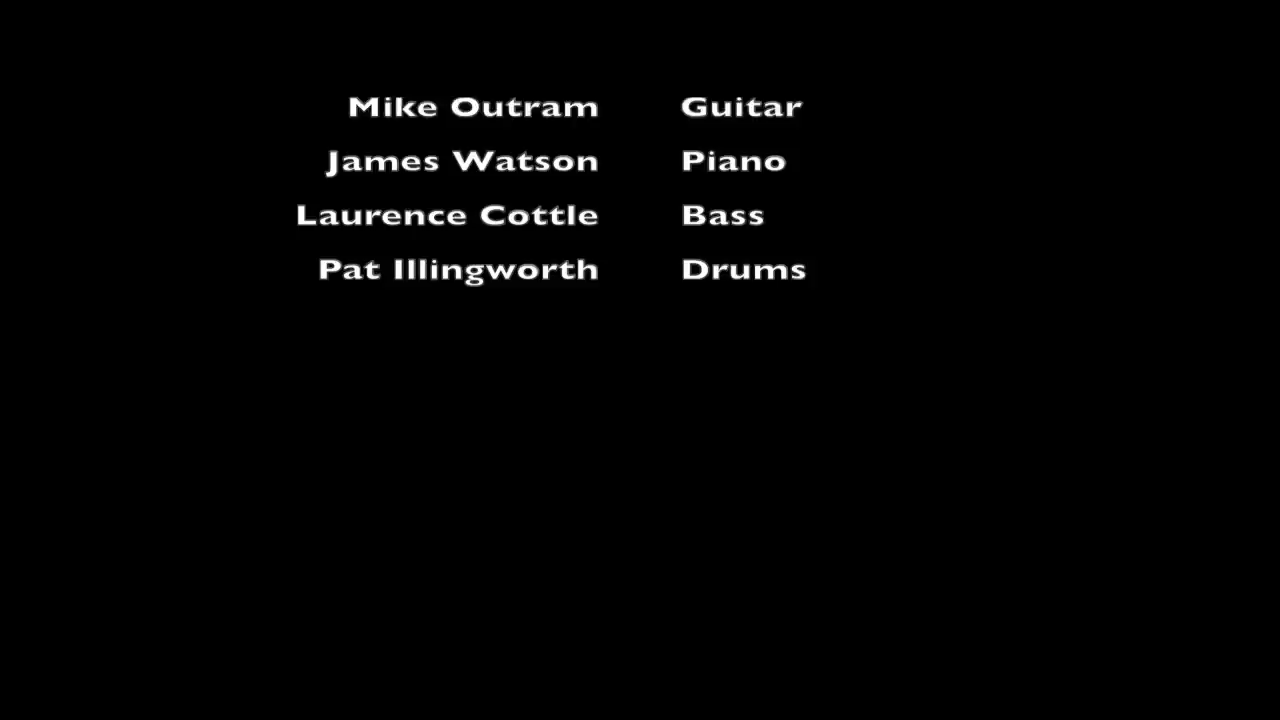 Mike Outram Guitar
James Watson Piano
Laurence Cottle Bass
Pat Illingworth Drums